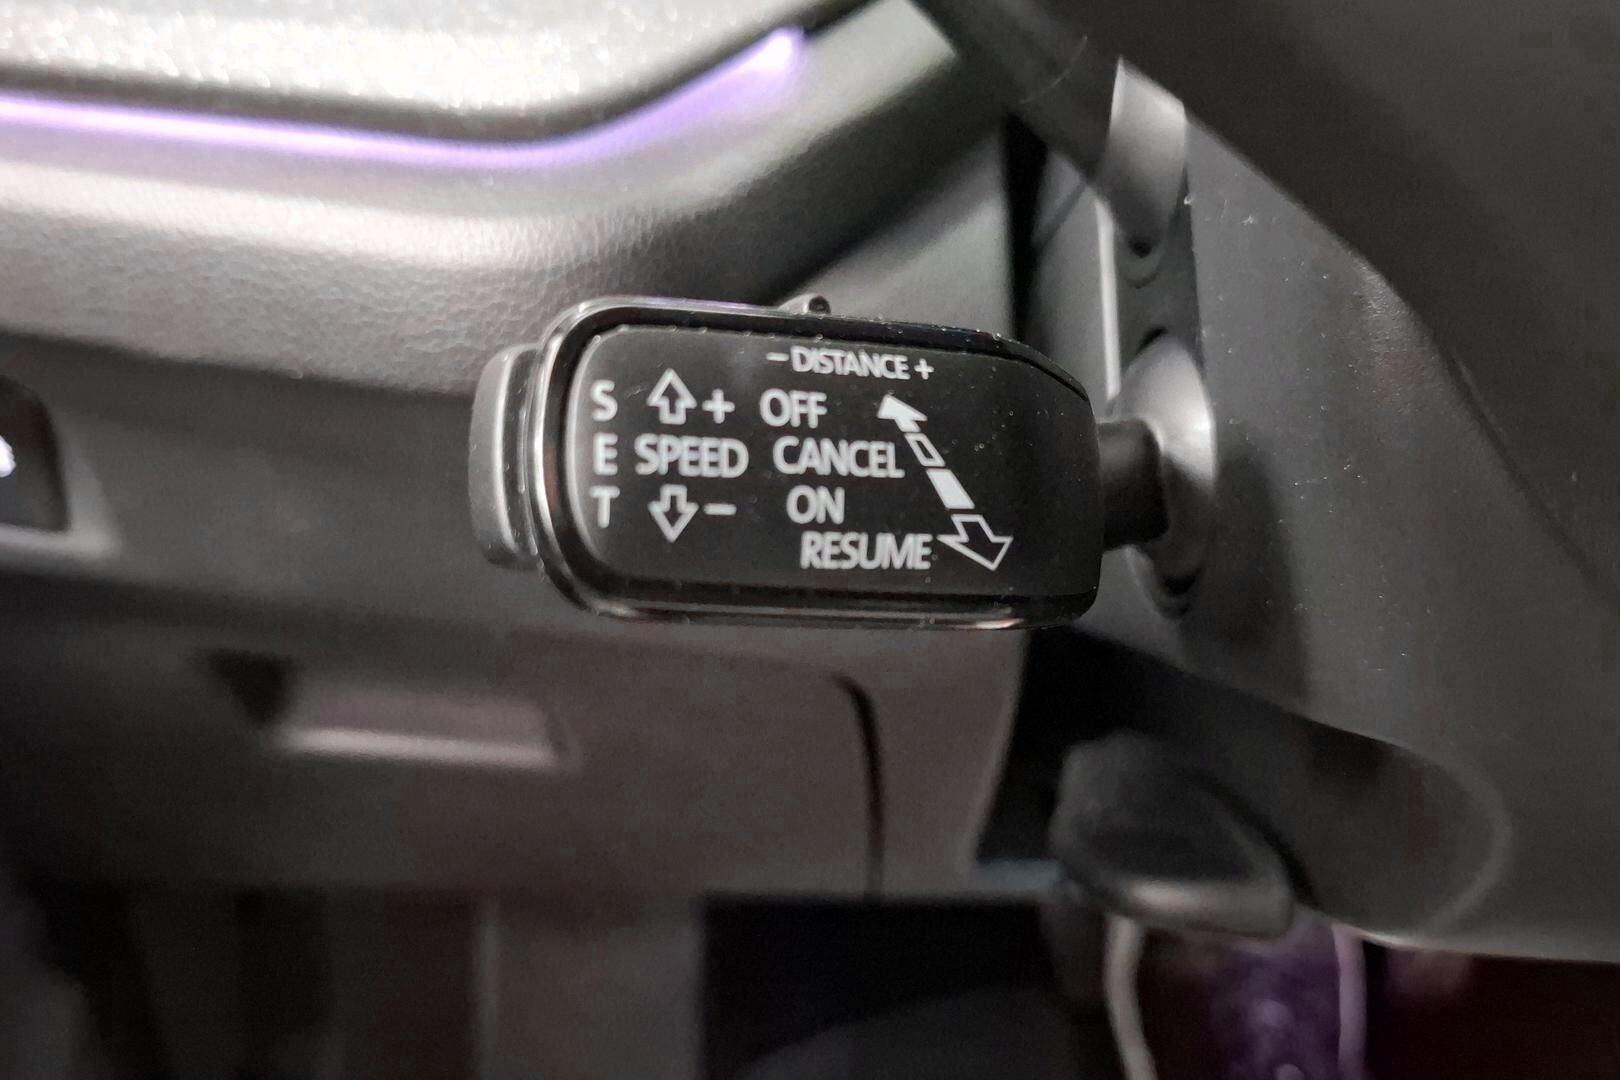 − DISTANCE +
S + OFF
E SPEED CANCEL
T − ON
RESUME